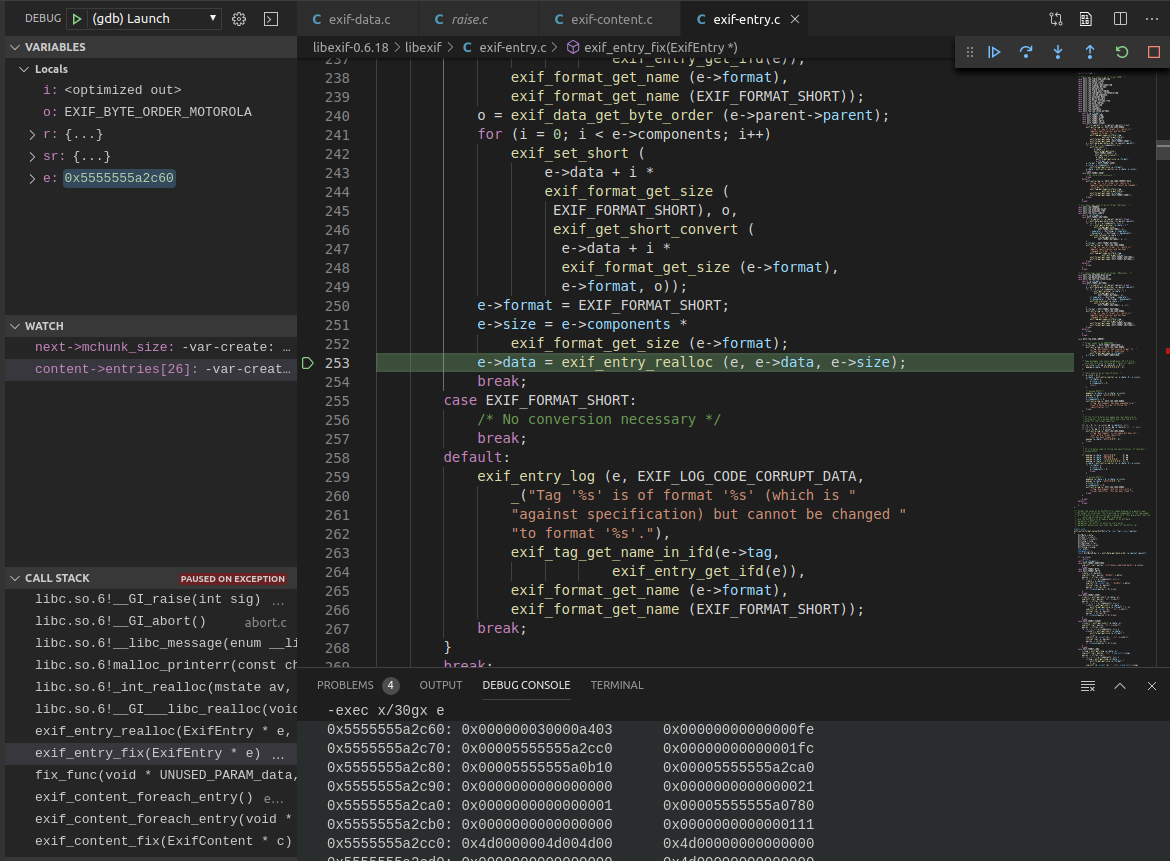 DEBUG (gdb) Launch
exif-data.c raise.c exif-content.c exif-entry.c
VARIABLES
Locals
i: <optimized out>
o: EXIF_BYTE_ORDER_MOTOROLA
r: {...}
sr: {...}
e: 0x5555555a2c60
WATCH
next->mchunk_size: -var-create: …
content->entries[26]: -var-creat…
CALL STACK PAUSED ON EXCEPTION
libc.so.6!__GI_raise(int sig) ...
libc.so.6!__GI_abort() abort.c
libc.so.6!__libc_message(enum __li
libc.so.6!malloc_printerr(const ch
libc.so.6!_int_realloc(mstate av,
libc.so.6!__GI___libc_realloc(void
exif_entry_realloc(ExifEntry * e,
exif_entry_fix(ExifEntry * e) ...
fix_func(void * UNUSED_PARAM_data,
exif_content_foreach_entry() e...
exif_content_foreach_entry(void *
exif_content_fix(ExifContent * c)
libexif-0.6.18 > libexif > C exif-entry.c > exif_entry_fix(ExifEntry *)
237 exif_entry_get_ifd(e)),
238 exif_format_get_name (e->format),
239 exif_format_get_name (EXIF_FORMAT_SHORT));
240 o = exif_data_get_byte_order (e->parent->parent);
241 for (i = 0; i < e->components; i++)
242 exif_set_short (
243 e->data + i *
244 exif_format_get_size (
245 EXIF_FORMAT_SHORT), o,
246 exif_get_short_convert (
247 e->data + i *
248 exif_format_get_size (e->format),
249 e->format, o));
250 e->format = EXIF_FORMAT_SHORT;
251 e->size = e->components *
252 exif_format_get_size (e->format);
253 e->data = exif_entry_realloc (e, e->data, e->size);
254 break;
255 case EXIF_FORMAT_SHORT:
256 /* No conversion necessary */
257 break;
258 default:
259 exif_entry_log (e, EXIF_LOG_CODE_CORRUPT_DATA,
260 _("Tag '%s' is of format '%s' (which is "
261 "against specification) but cannot be changed "
262 "to format '%s'."),
263 exif_tag_get_name_in_ifd(e->tag,
264 exif_entry_get_ifd(e)),
265 exif_format_get_name (e->format),
266 exif_format_get_name (EXIF_FORMAT_SHORT));
267 break;
268 }
269 break;
PROBLEMS 4 OUTPUT DEBUG CONSOLE TERMINAL
-exec x/30gx e
0x5555555a2c60: 0x000000030000a403 0x00000000000000fe
0x5555555a2c70: 0x00005555555a2cc0 0x00000000000001fc
0x5555555a2c80: 0x00005555555a0b10 0x00005555555a2ca0
0x5555555a2c90: 0x0000000000000000 0x0000000000000021
0x5555555a2ca0: 0x0000000000000001 0x00005555555a0780
0x5555555a2cb0: 0x0000000000000000 0x0000000000000111
0x5555555a2cc0: 0x4d0000004d004d00 0x4d00000000000000
0x5555555a2cd0: 0x0000000000000000 0x4d00000000000000